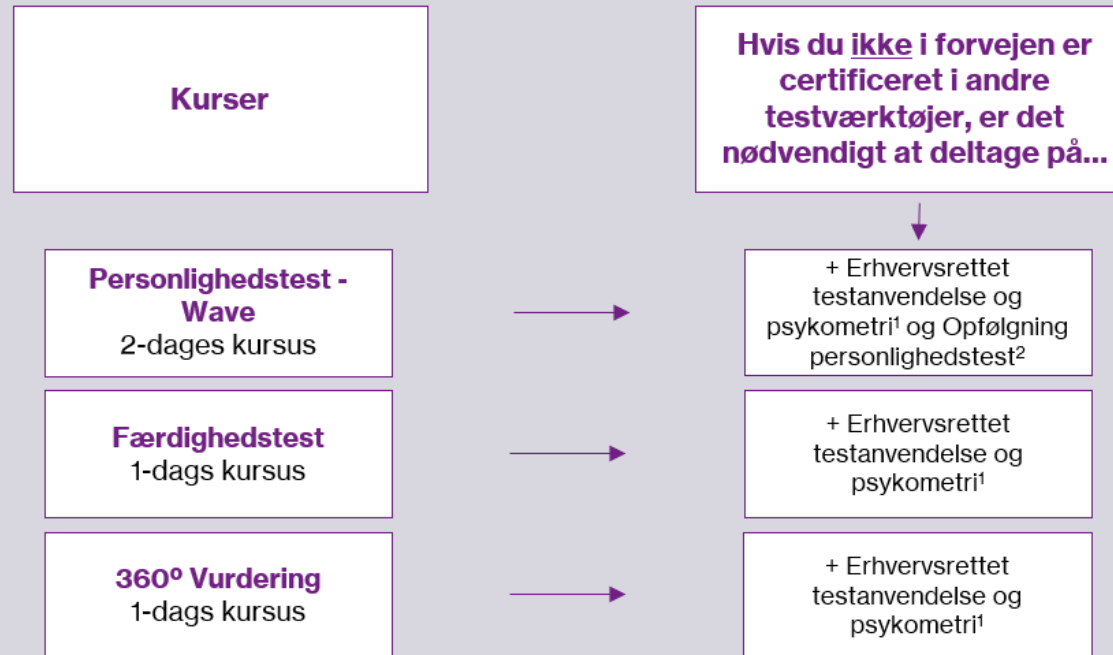 Kurser
Hvis du ikke i forvejen er
certificeret i andre
testværktøjer, er det
nødvendigt at deltage på...
Personlighedstest -
Wave
2-dages kursus
+ Erhvervsrettet
testanvendelse og
psykometri¹ og Opfølgning
personlighedstest²
Færdighedstest
1-dags kursus
+ Erhvervsrettet
testanvendelse og
psykometri¹
360º Vurdering
1-dags kursus
+ Erhvervsrettet
testanvendelse og
psykometri¹